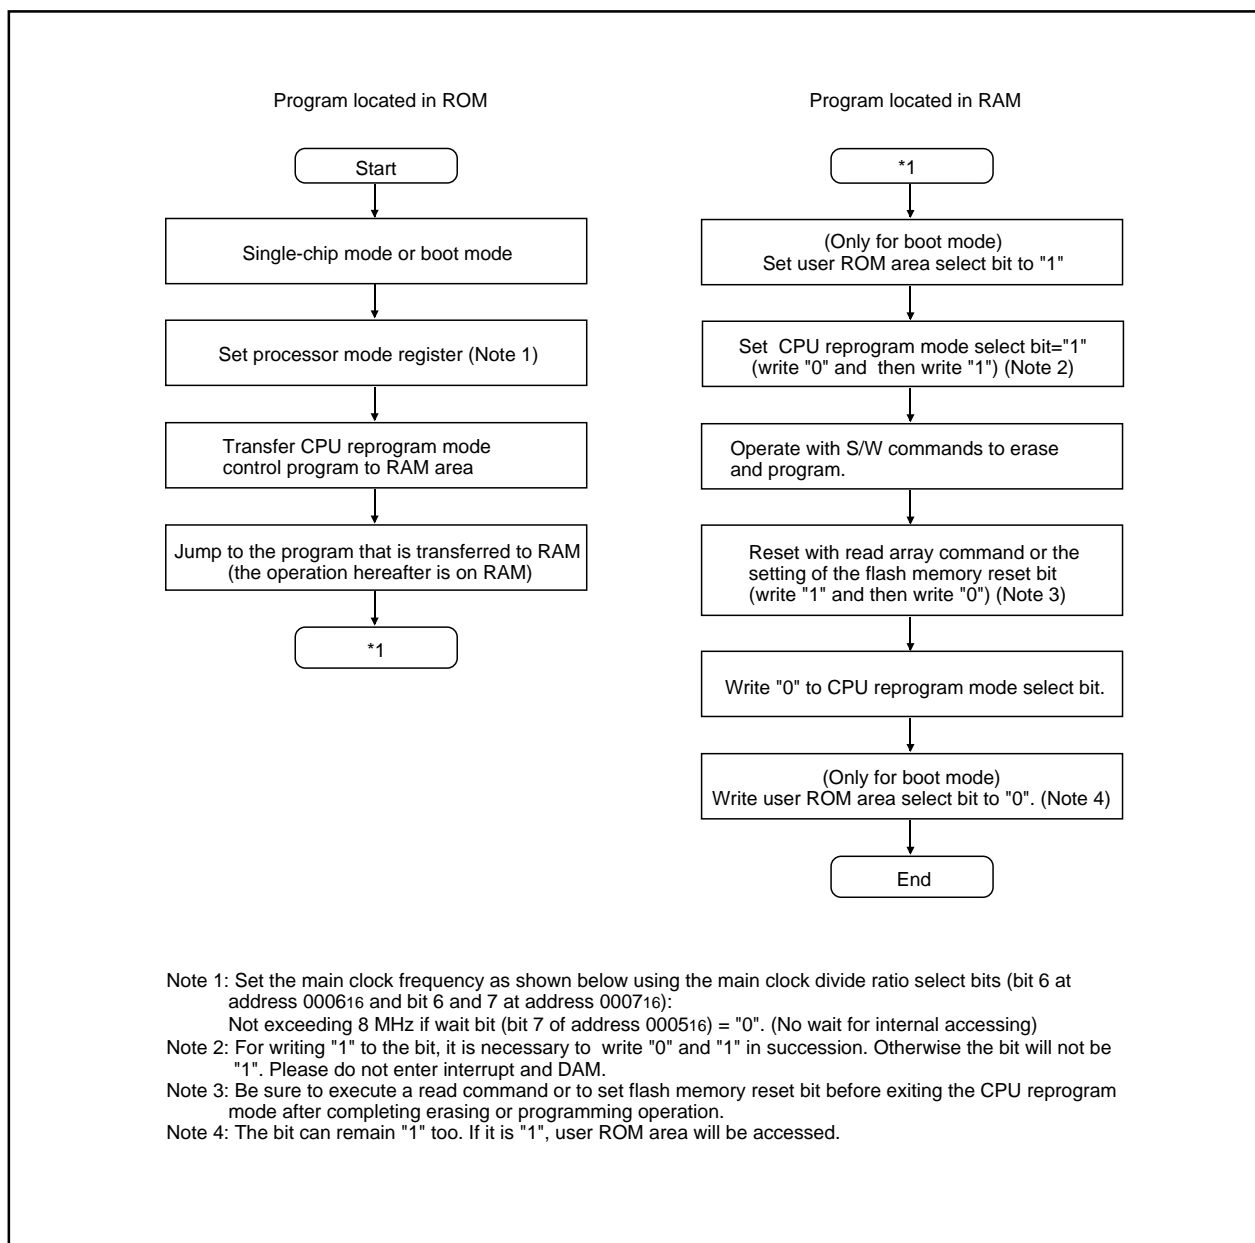 Program located in ROM
Start
Single-chip mode or boot mode
Set processor mode register (Note 1)
Transfer CPU reprogram mode
control program to RAM area
Jump to the program that is transferred to RAM
(the operation hereafter is on RAM)
*1
Program located in RAM
*1
(Only for boot mode)
Set user ROM area select bit to "1"
Set CPU reprogram mode select bit="1"
(write "0" and then write "1") (Note 2)
Operate with S/W commands to erase
and program.
Reset with read array command or the
setting of the flash memory reset bit
(write "1" and then write "0") (Note 3)
Write "0" to CPU reprogram mode select bit.
(Only for boot mode)
Write user ROM area select bit to "0". (Note 4)
End
Note 1: Set the main clock frequency as shown below using the main clock divide ratio select bits (bit 6 at
address 000616 and bit 6 and 7 at address 000716):
Not exceeding 8 MHz if wait bit (bit 7 of address 000516) = "0". (No wait for internal accessing)
Note 2: For writing "1" to the bit, it is necessary to write "0" and "1" in succession. Otherwise the bit will not be
"1". Please do not enter interrupt and DAM.
Note 3: Be sure to execute a read command or to set flash memory reset bit before exiting the CPU reprogram
mode after completing erasing or programming operation.
Note 4: The bit can remain "1" too. If it is "1", user ROM area will be accessed.